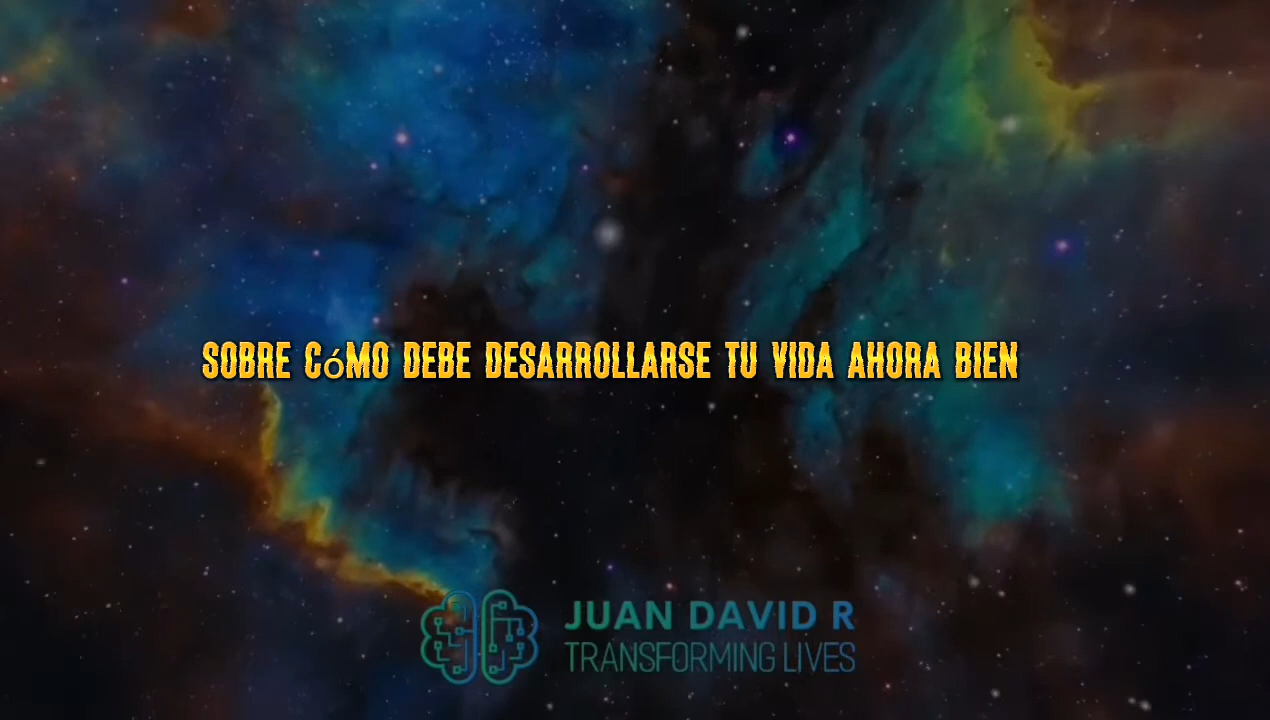 SOBRE CóMO DEBE DESARROLLARSE TU VIDA AHORA BIEN
JUAN DAVID R
TRANSFORMING LIVES